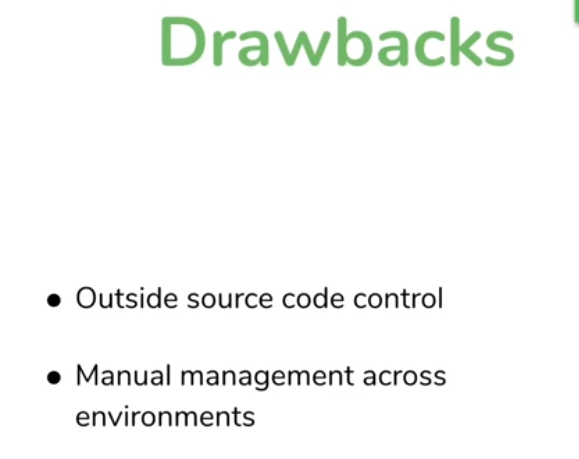 Drawbacks
• Outside source code control
• Manual management across
environments